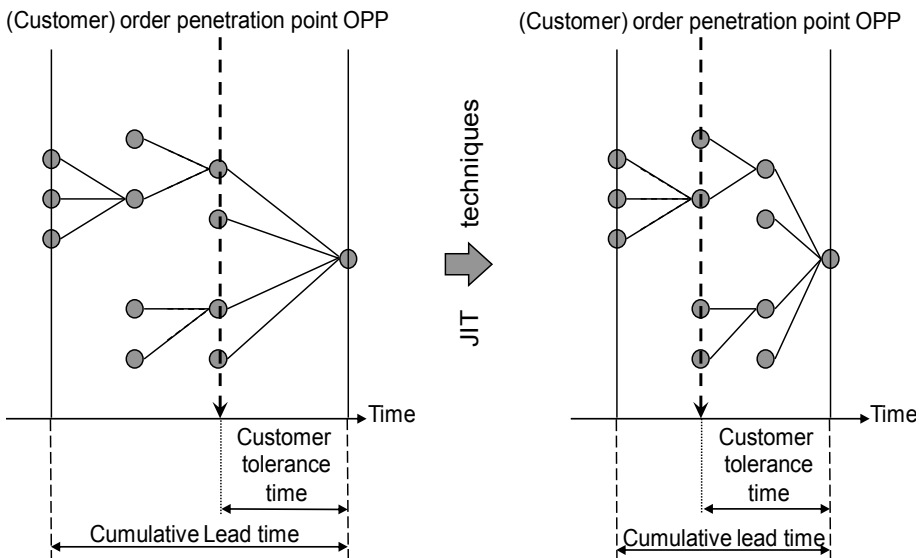 (Customer) order penetration point OPP
Time
Customer
tolerance
time
Cumulative Lead time
JIT techniques
(Customer) order penetration point OPP
Time
Customer
tolerance
time
Cumulative lead time